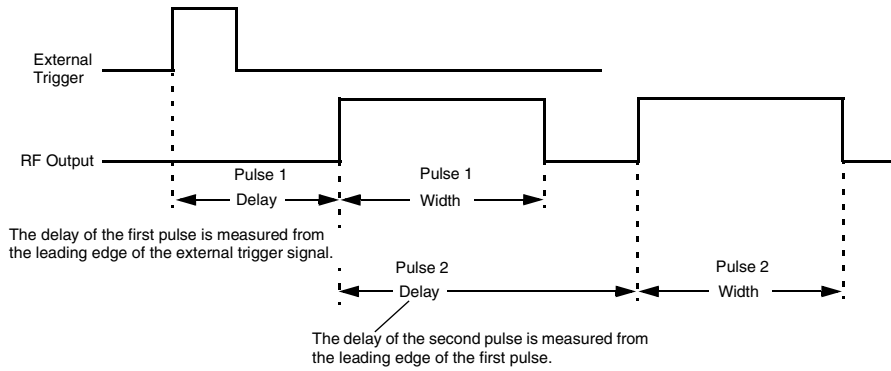 External
Trigger
RF Output
Pulse 1
Delay
Pulse 1
Width
The delay of the first pulse is measured from
the leading edge of the external trigger signal.
Pulse 2
Delay
Pulse 2
Width
The delay of the second pulse is measured from
the leading edge of the first pulse.